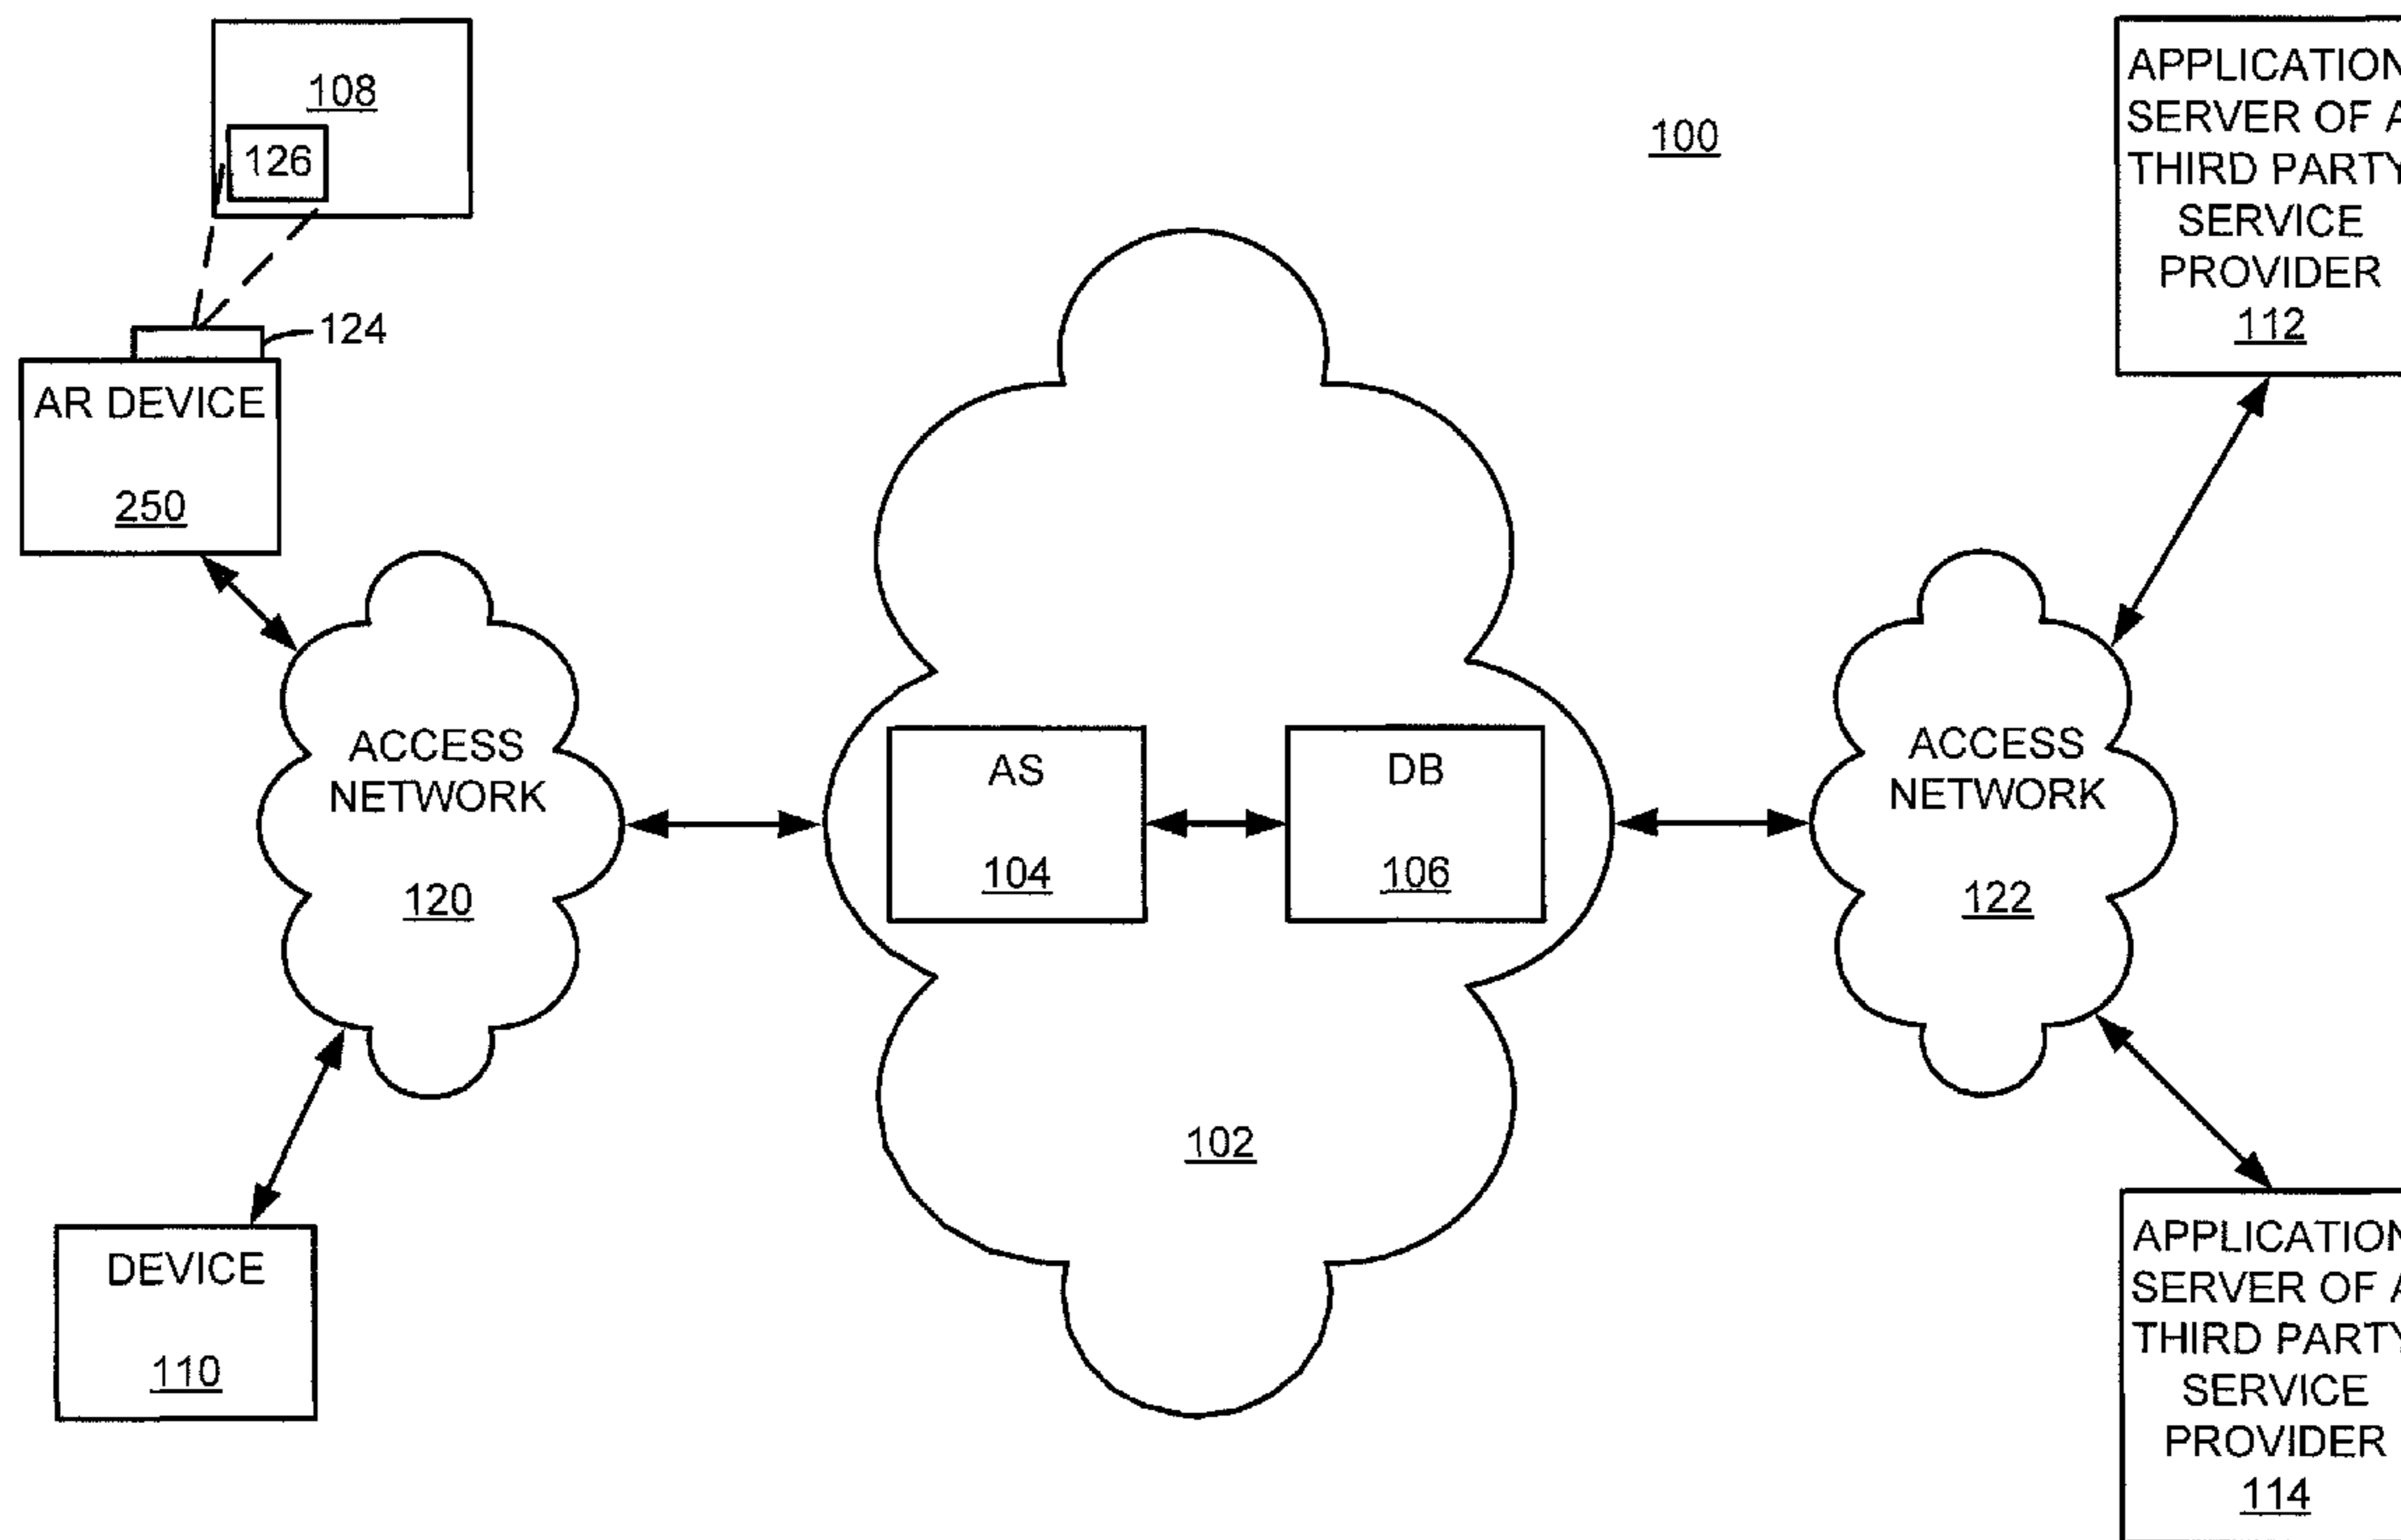 108
126
100
124
AR DEVICE
250
APPLICATION
SERVER OF A
THIRD PARTY
SERVICE
PROVIDER
112
ACCESS
NETWORK
120
AS
104
DB
106
102
ACCESS
NETWORK
122
DEVICE
110
APPLICATION
SERVER OF A
THIRD PARTY
SERVICE
PROVIDER
114